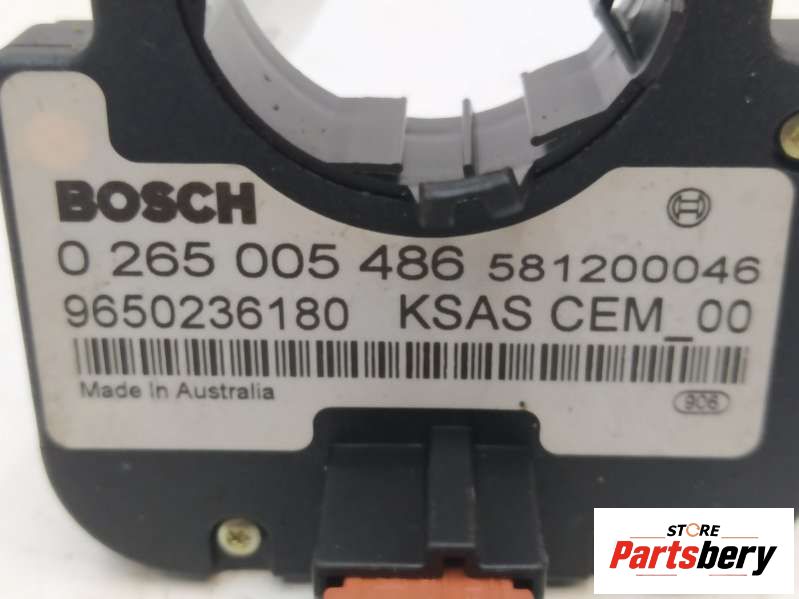 BOSCH
0 265 005 486 581200046
9650236180 KSAS CEM_00
Made In Australia
906
STORE
Partsbery